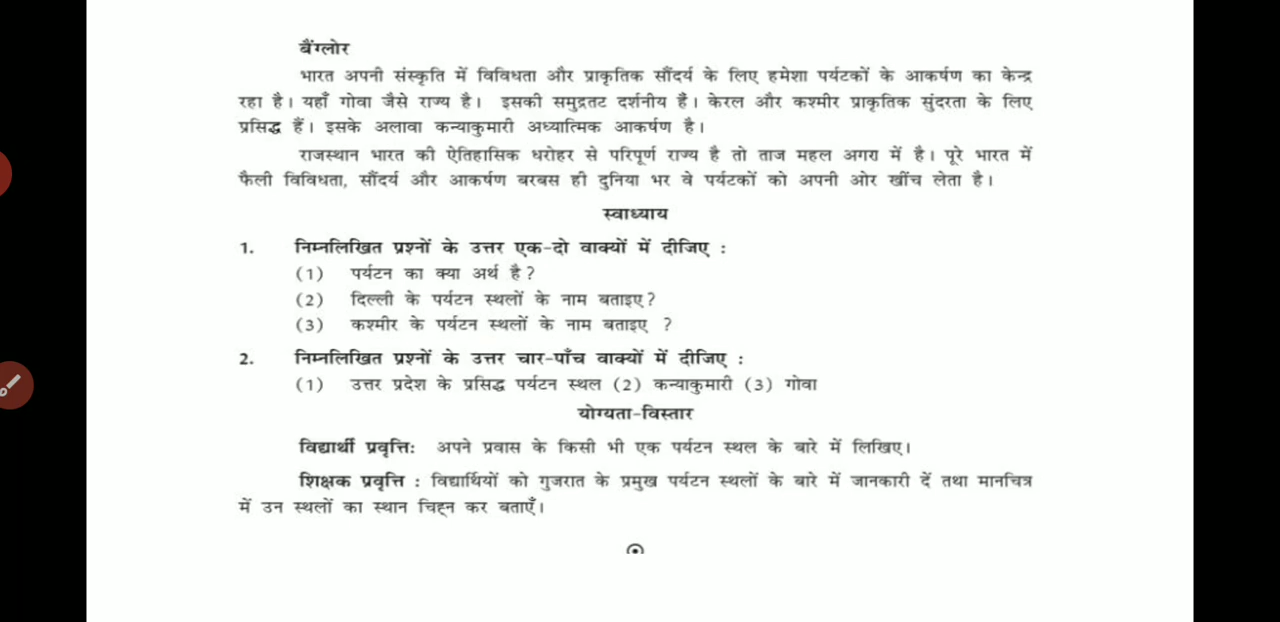 बैंग्लोर
भारत अपनी संस्कृति में विविधता और प्राकृतिक सौंदर्य के लिए हमेशा पर्यटकों के आकर्षण का केन्द्र
रहा है। यहाँ गोवा जैसे राज्य है। इसकी समुद्रतट दर्शनीय हैं। केरल और कश्मीर प्राकृतिक सुंदरता के लिए
प्रसिद्ध हैं। इसके अलावा कन्याकुमारी अध्यात्मिक आकर्षण है।
राजस्थान भारत की ऐतिहासिक धरोहर से परिपूर्ण राज्य है तो ताज महल अगरा में है। पूरे भारत में
फैली विविधता, सौंदर्य और आकर्षण बरबस ही दुनिया भर वे पर्यटकों को अपनी ओर खींच लेता है।
स्वाध्याय
1. निम्नलिखित प्रश्नों के उत्तर एक-दो वाक्यों में दीजिए :
(1) पर्यटन का क्या अर्थ है ?
(2) दिल्ली के पर्यटन स्थलों के नाम बताइए ?
(3) कश्मीर के पर्यटन स्थलों के नाम बताइए ?
2. निम्नलिखित प्रश्नों के उत्तर चार-पाँच वाक्यों में दीजिए :
(1) उत्तर प्रदेश के प्रसिद्ध पर्यटन स्थल (2) कन्याकुमारी (3) गोवा
योग्यता-विस्तार
विद्यार्थी प्रवृत्ति: अपने प्रवास के किसी भी एक पर्यटन स्थल के बारे में लिखिए।
शिक्षक प्रवृत्ति : विद्यार्थियों को गुजरात के प्रमुख पर्यटन स्थलों के बारे में जानकारी दें तथा मानचित्र
में उन स्थलों का स्थान चिह्न कर बताएँ।